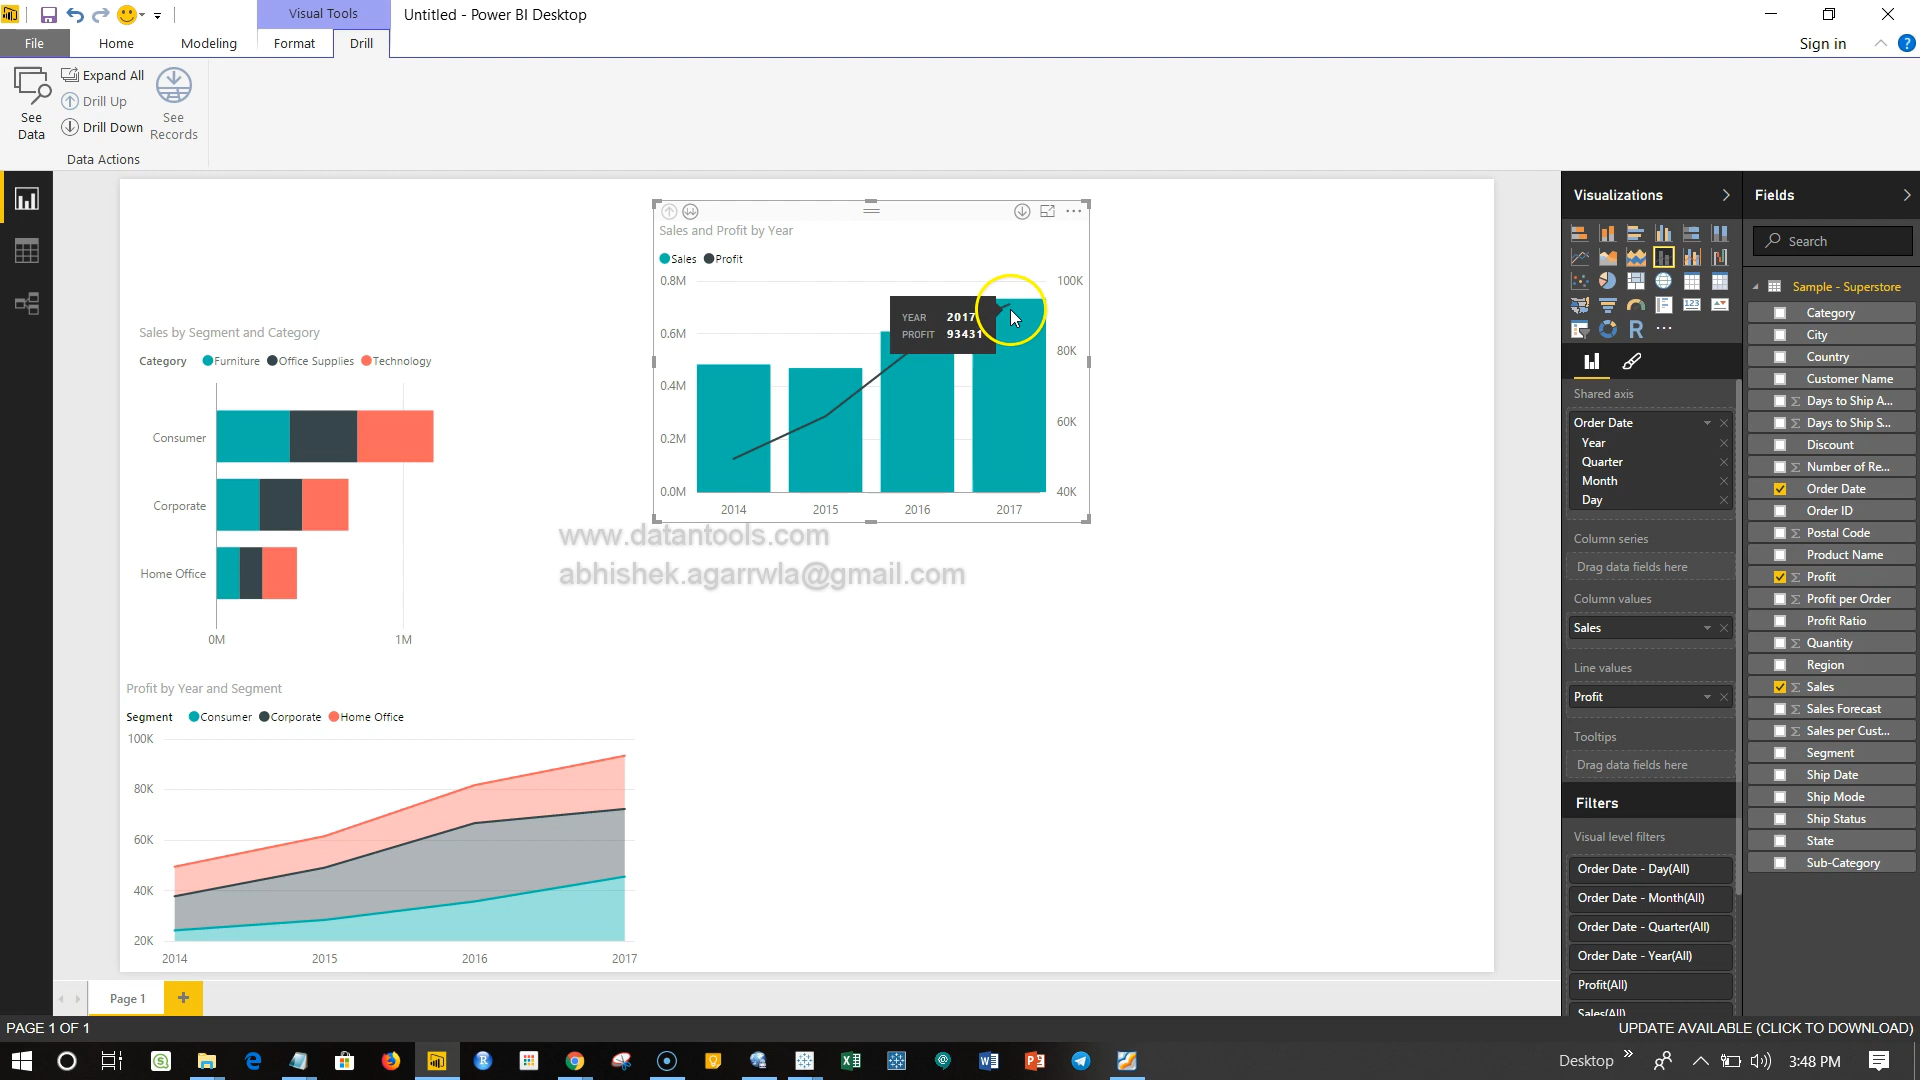 Visual Tools
Untitled - Power BI Desktop
File
Home
Modeling
Format
Drill
Sign in
?
See Data
Expand All
Drill Up
Drill Down
See Records
Data Actions
Sales and Profit by Year
Sales Profit
0.8M
0.6M
0.4M
0.2M
0.0M
100K
80K
60K
40K
YEAR 2017
PROFIT 93431
2014 2015 2016 2017
www.datantools.com
abhishek.agarrwla@gmail.com
Sales by Segment and Category
Category Furniture Office Supplies Technology
Consumer
Corporate
Home Office
0M 1M
Profit by Year and Segment
Segment Consumer Corporate Home Office
100K
80K
60K
40K
20K
2014 2015 2016 2017
Visualizations
R
123
Shared axis
Order Date
Year
Quarter
Month
Day
Column series
Drag data fields here
Column values
Sales
Line values
Profit
Tooltips
Drag data fields here
Filters
Visual level filters
Order Date - Day(All)
Order Date - Month(All)
Order Date - Quarter(All)
Order Date - Year(All)
Profit(All)
Sales(All)
Fields
Search
Sample - Superstore
Category
City
Country
Customer Name
Days to Ship A...
Days to Ship S...
Discount
Number of Re...
Order Date
Order ID
Postal Code
Product Name
Profit
Profit per Order
Profit Ratio
Quantity
Region
Sales
Sales Forecast
Sales per Cust...
Segment
Ship Date
Ship Mode
Ship Status
State
Sub-Category
Page 1
+
PAGE 1 OF 1
UPDATE AVAILABLE (CLICK TO DOWNLOAD)
Desktop
3:48 PM